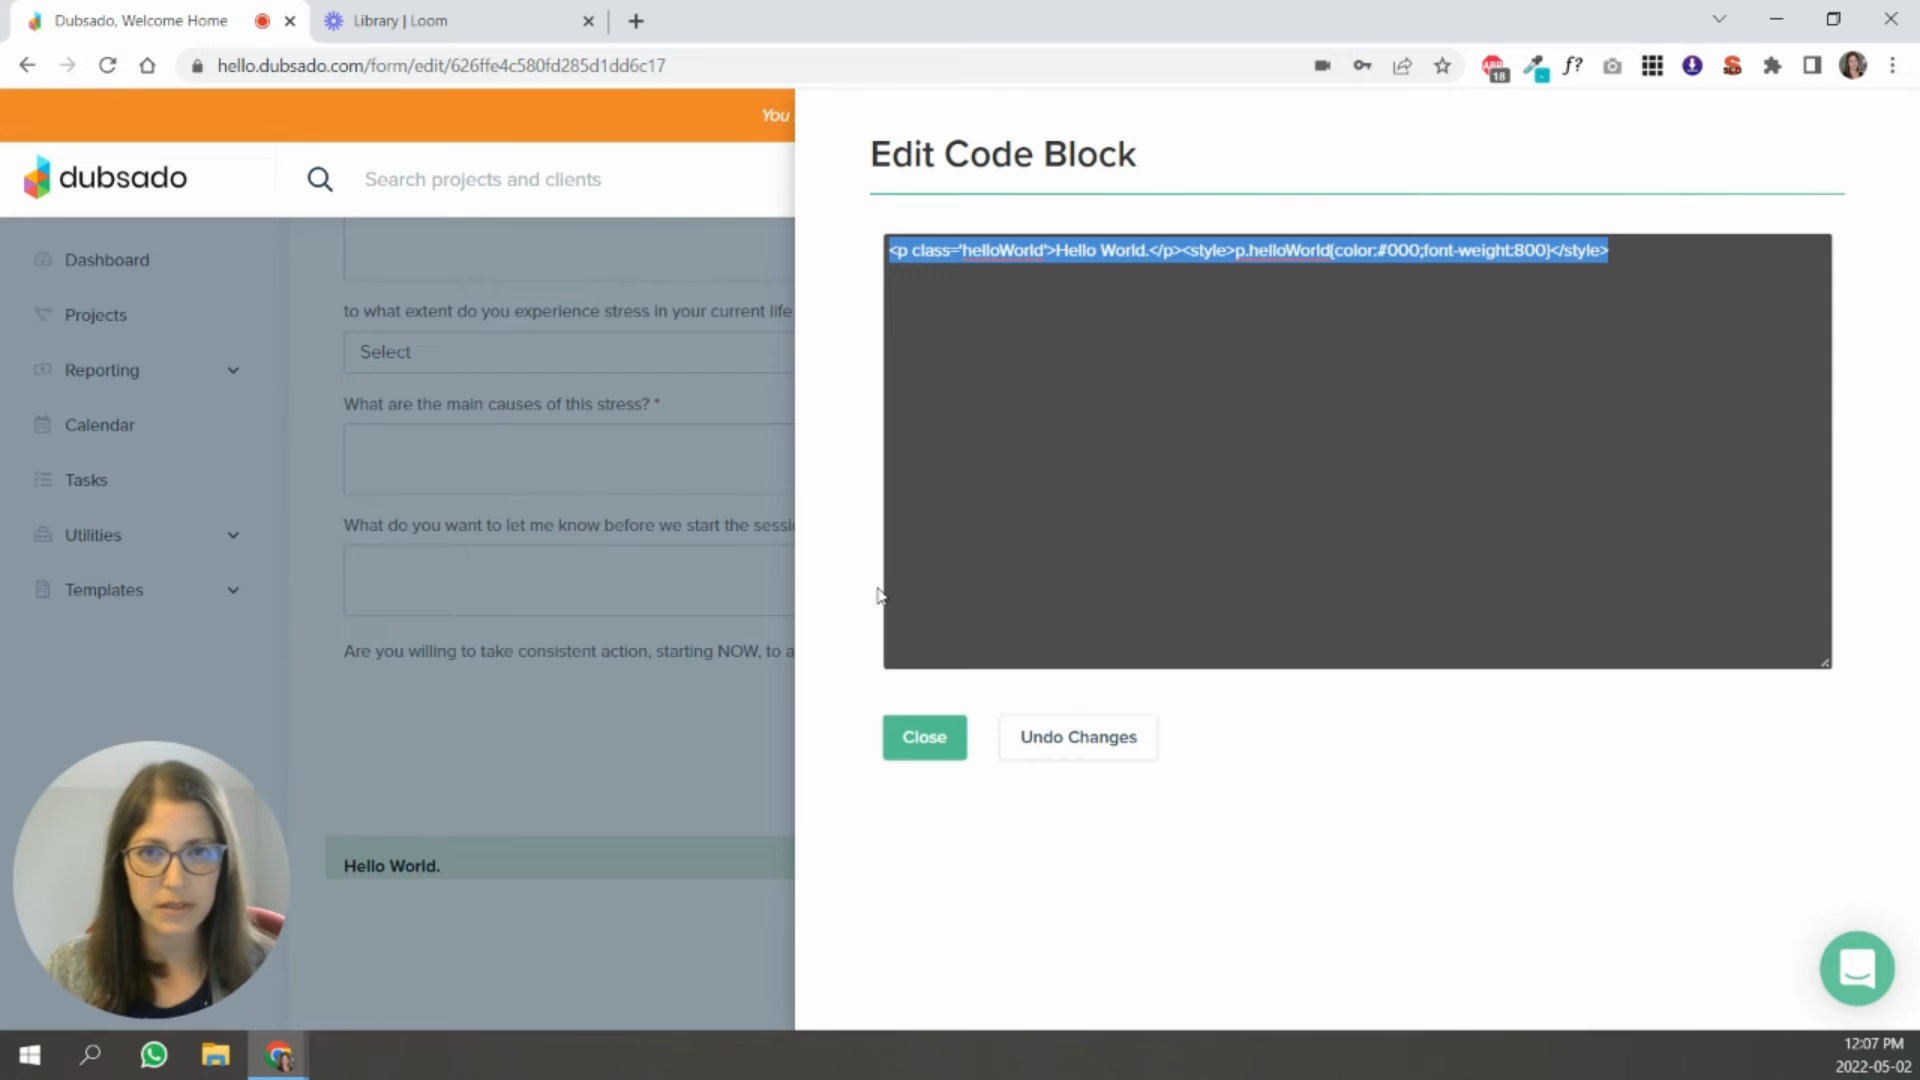 Dubsado, Welcome Home
Library | Loom
hello.dubsado.com/form/edit/626ffe4c580fd285d1dd6c17
ABP
18
f?
SEO
You
dubsado
Search projects and clients
Dashboard
Projects
Reporting
Calendar
Tasks
Utilities
Templates
to what extent do you experience stress in your current life
Select
What are the main causes of this stress? *
What do you want to let me know before we start the sessi
Are you willing to take consistent action, starting NOW, to a
Hello World.
Edit Code Block
<p class='helloWorld'>Hello World.</p><style>p.helloWorld{color:#000;font-weight:800}</style>
Close
Undo Changes
12:07 PM
2022-05-02